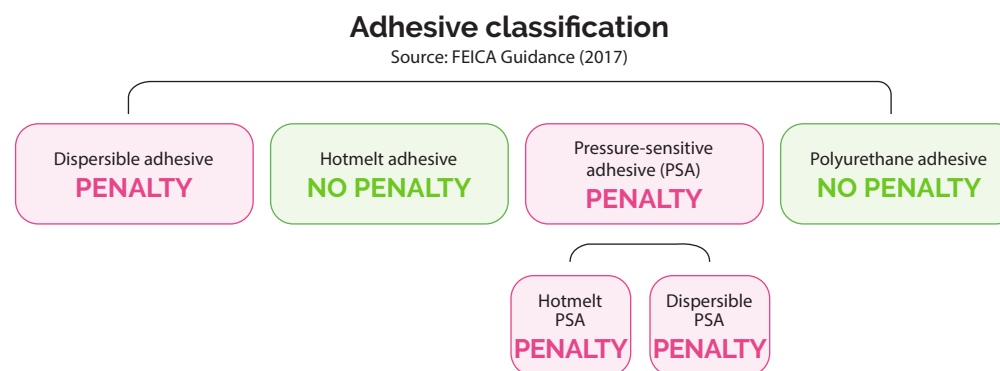 Adhesive classification
Source: FEICA Guidance (2017)
Dispersible adhesive
PENALTY
Hotmelt adhesive
NO PENALTY
Pressure-sensitive
adhesive (PSA)
PENALTY
Polyurethane adhesive
NO PENALTY
Hotmelt
PSA
PENALTY
Dispersible
PSA
PENALTY